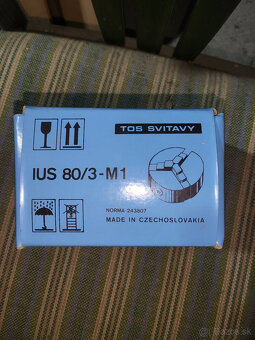 TOS SVITAVY
IUS 80/3-M1
NORMA 243807
MADE IN CZECHOSLOVAKIA